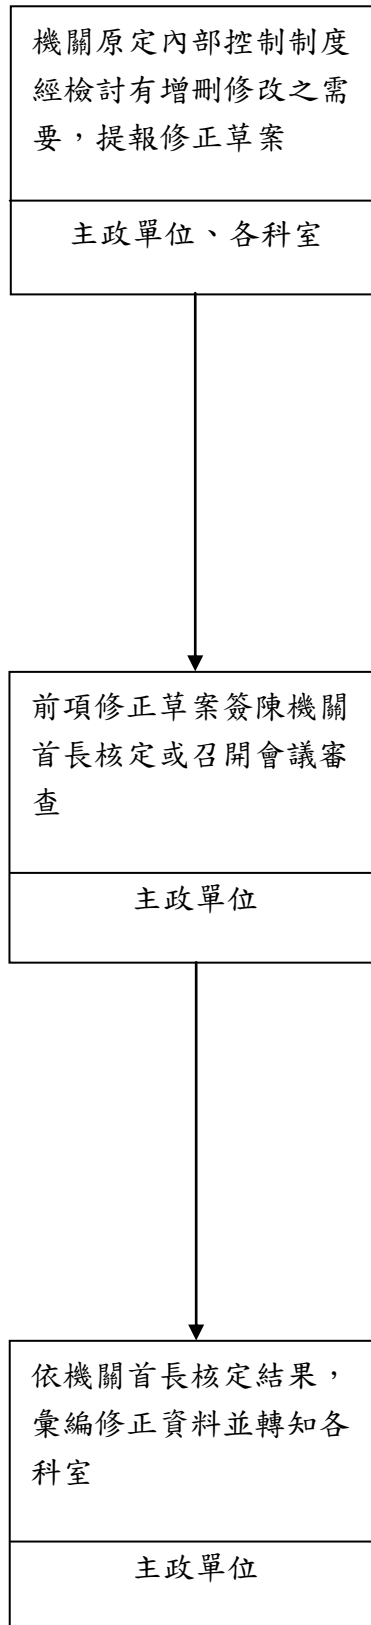 機關原定內部控制制度
經檢討有增刪修改之需
要，提報修正草案
主政單位、各科室
前項修正草案簽陳機關
首長核定或召開會議審
查
主政單位
依機關首長核定結果，
彙編修正資料並轉知各
科室
主政單位